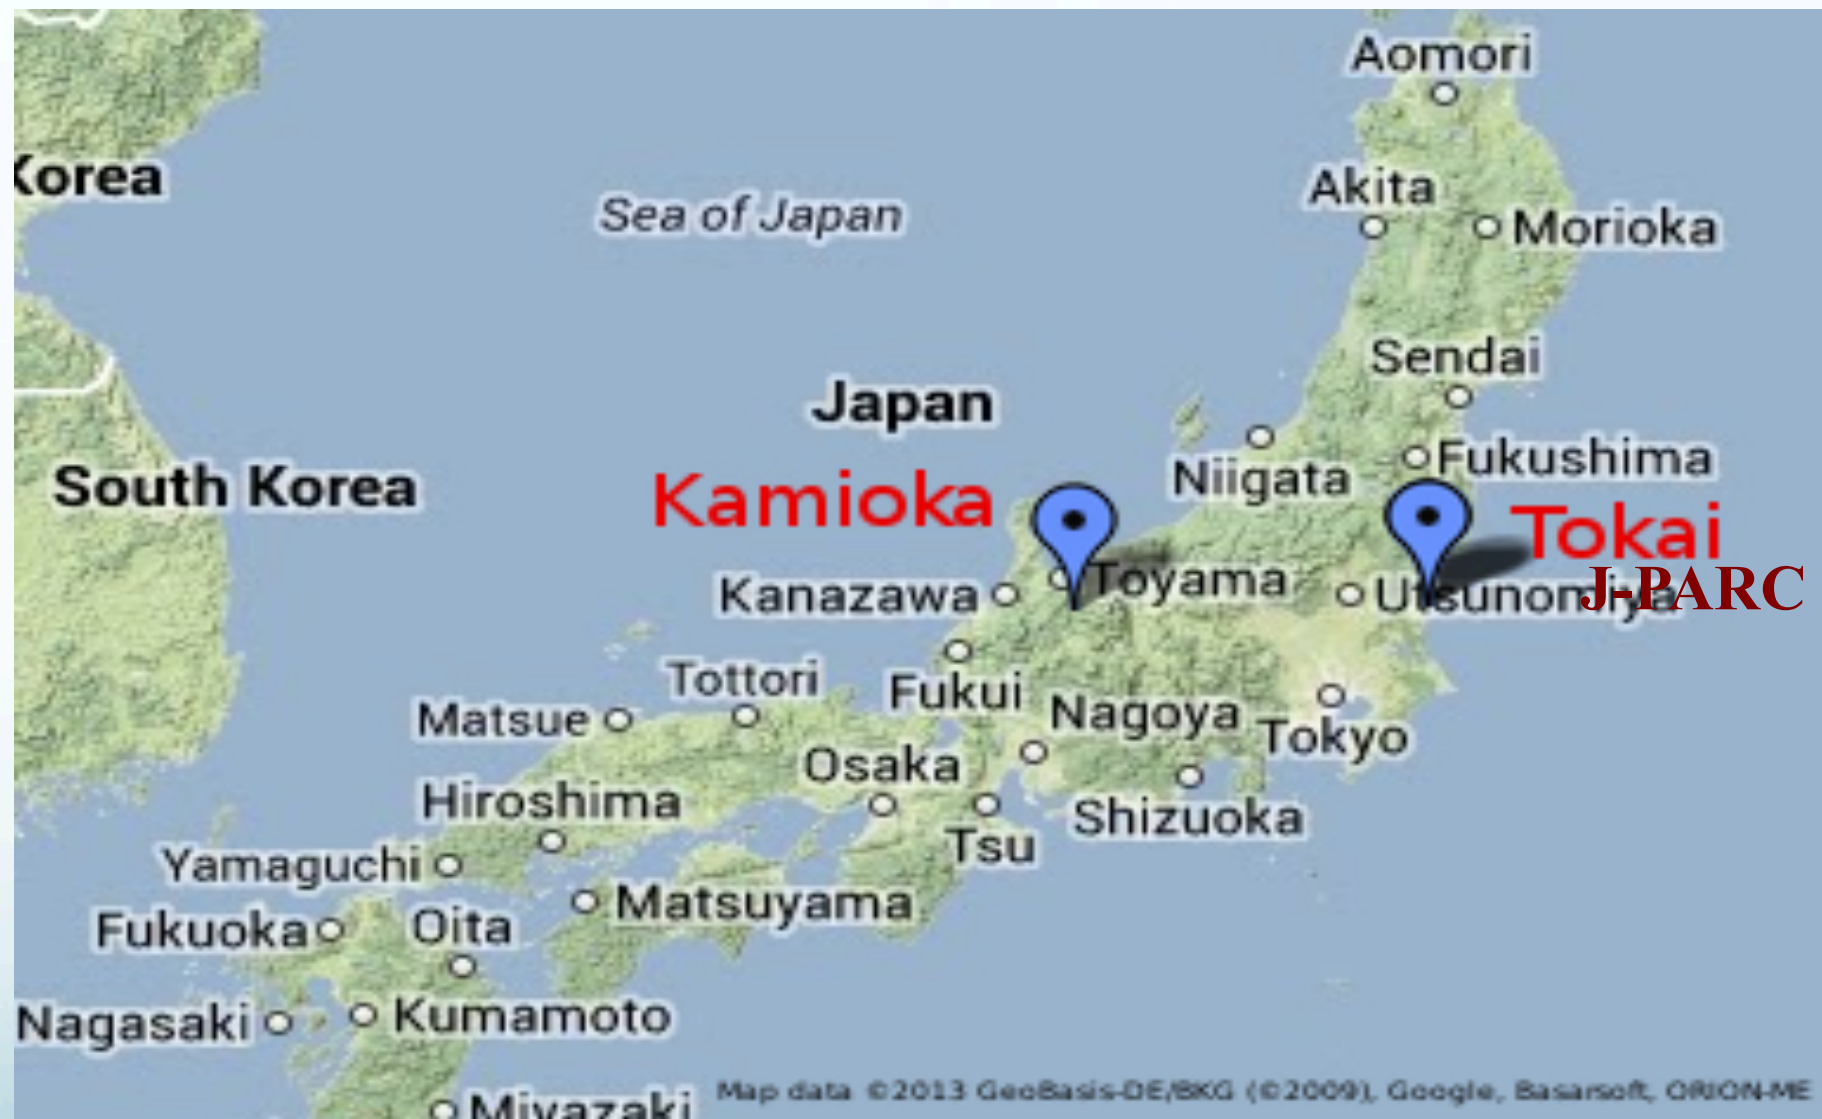 Aomori
Korea
Akita
Sea of Japan
Morioka
Sendai
Japan
Fukushima
Niigata
South Korea
Kamioka
Tokai
Toyama
J-PARC
Kanazawa
Utsunomiya
Tottori
Fukui
Matsue
Nagoya
Tokyo
Osaka
Hiroshima
Shizuoka
Tsu
Yamaguchi
Matsuyama
Fukuoka
Oita
Nagasaki
Kumamoto
Miyazaki
Map data ©2013 GeoBasis-DE/BKG (©2009), Google, Basarsoft, ORION-ME